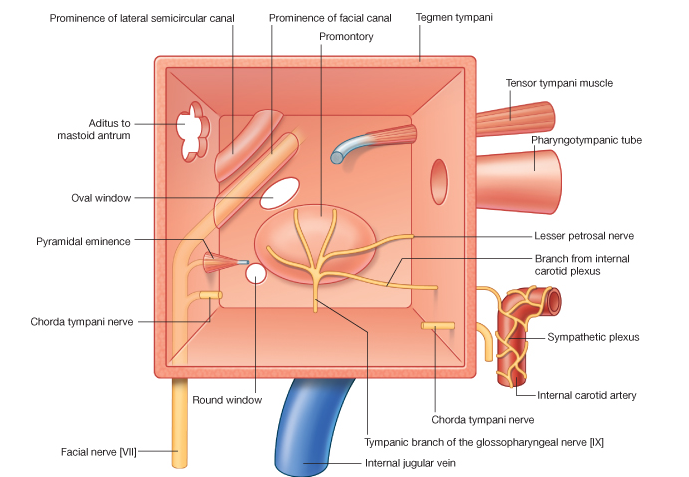 Prominence of lateral semicircular canal
Prominence of facial canal
Tegmen tympani
Promontory
Tensor tympani muscle
Aditus to
mastoid antrum
Pharyngotympanic tube
Oval window
Pyramidal eminence
Lesser petrosal nerve
Branch from internal
carotid plexus
Chorda tympani nerve
Sympathetic plexus
Round window
Internal carotid artery
Chorda tympani nerve
Tympanic branch of the glossopharyngeal nerve [IX]
Facial nerve [VII]
Internal jugular vein